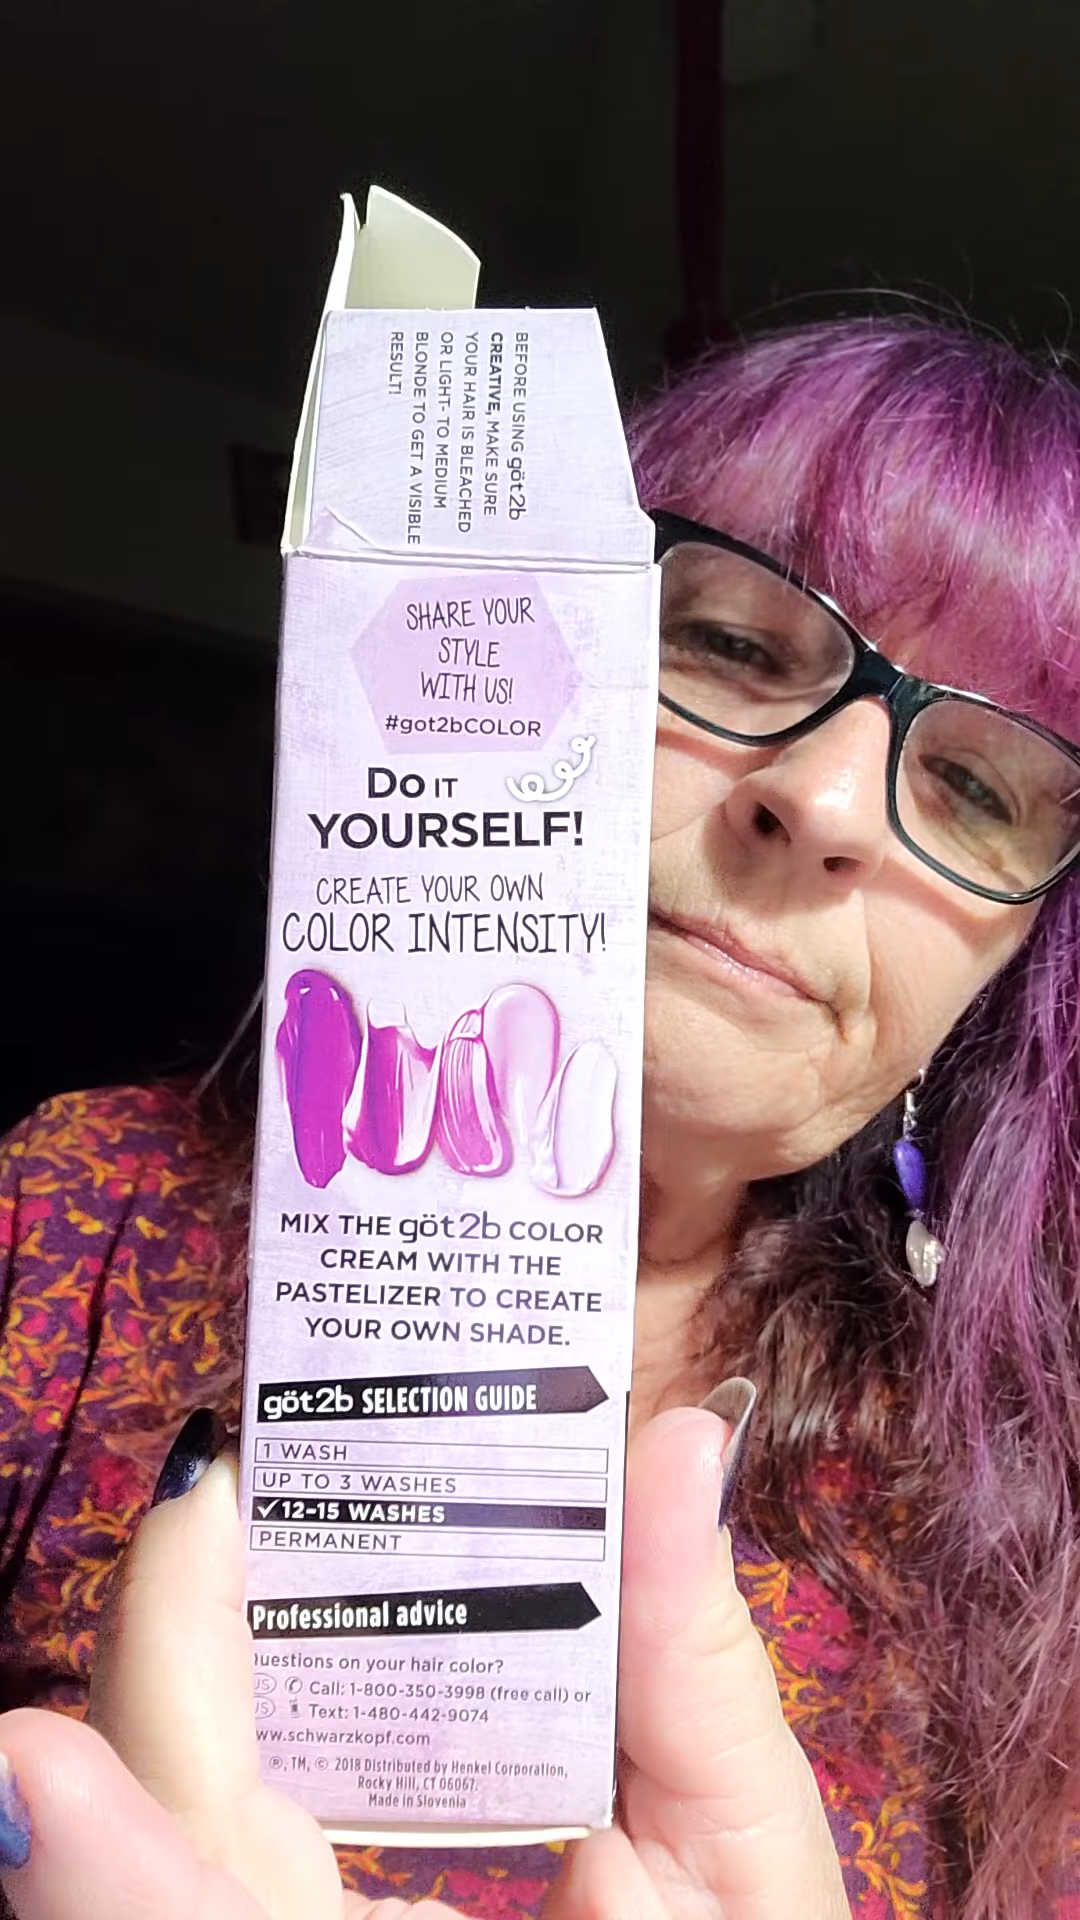 BEFORE USING göt2b
CREATIVE, MAKE SURE
YOUR HAIR IS BLEACHED
OR LIGHT- TO MEDIUM
BLONDE TO GET A VISIBLE
RESULT!
SHARE YOUR
STYLE
WITH US!
#got2bCOLOR
DO IT
YOURSELF!
CREATE YOUR OWN
COLOR INTENSITY!
MIX THE göt2b COLOR
CREAM WITH THE
PASTELIZER TO CREATE
YOUR OWN SHADE.
göt2b SELECTION GUIDE
1 WASH
UP TO 3 WASHES
✓12-15 WASHES
PERMANENT
Professional advice
on your hair color?
Call: 1-800-350-3998 (free call) or
Text: 1-480-442-9074
ww.schwarzkopf.com
®, TM, © 2018 Distributed by Henkel Corporation,
Rocky Hill, CT 06067.
Made in Slovenia